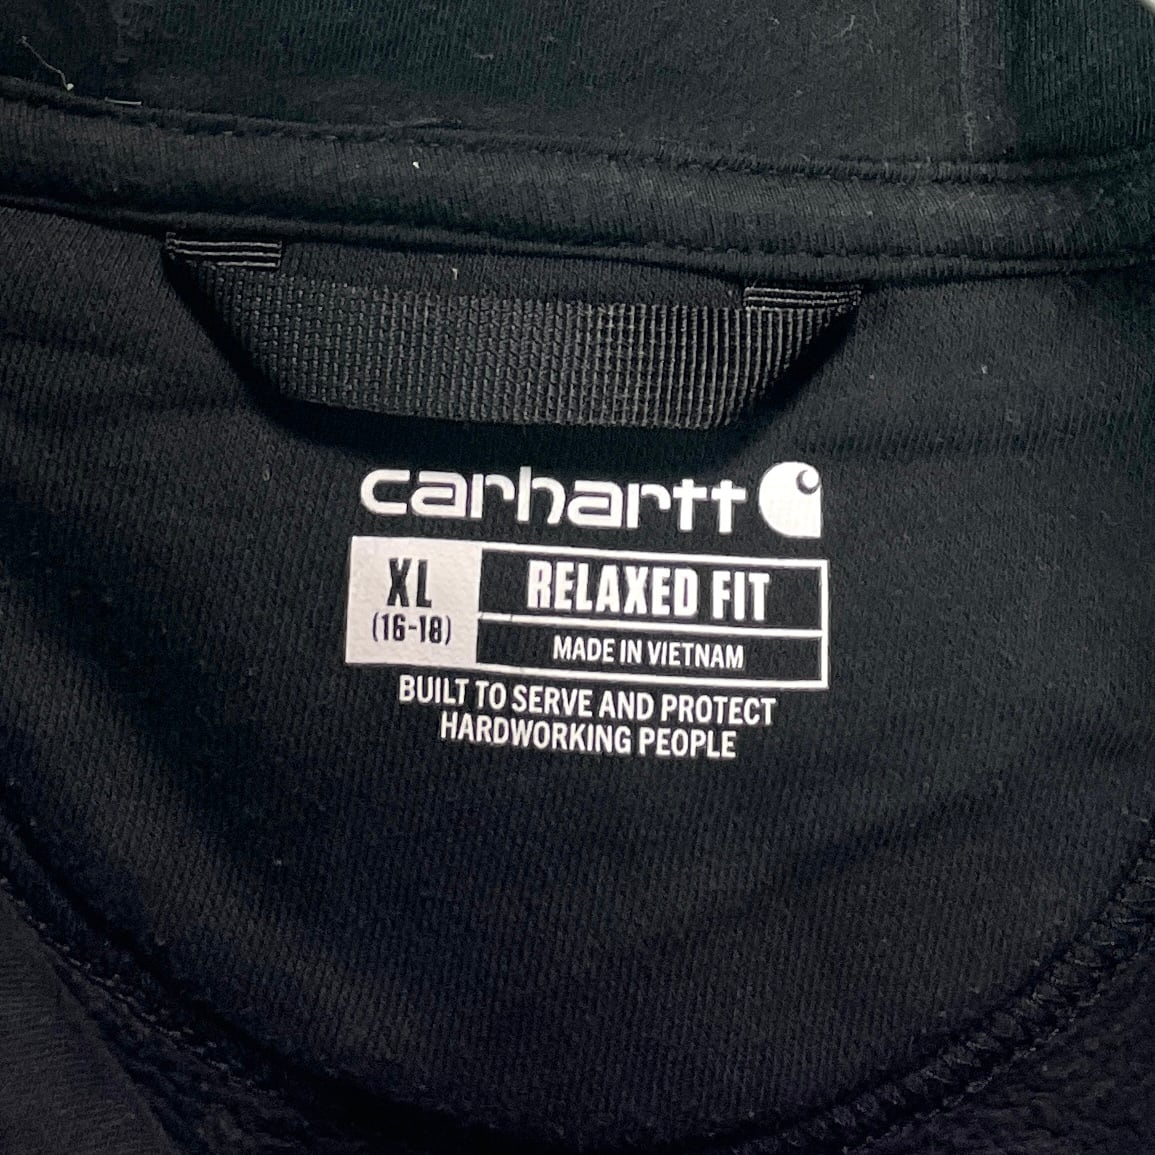 carhartt
XL
(16-18)
RELAXED FIT
MADE IN VIETNAM
BUILT TO SERVE AND PROTECT
HARDWORKING PEOPLE